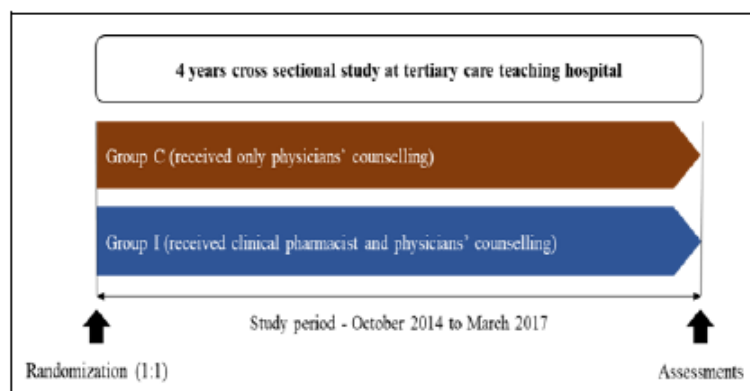 4 years cross sectional study at tertiary care teaching hospital
Group C (received only physicians' counselling)
Group I (received clinical pharmacist and physicians' counselling)
Study period - October 2014 to March 2017
Randomization (1:1)
Assessments